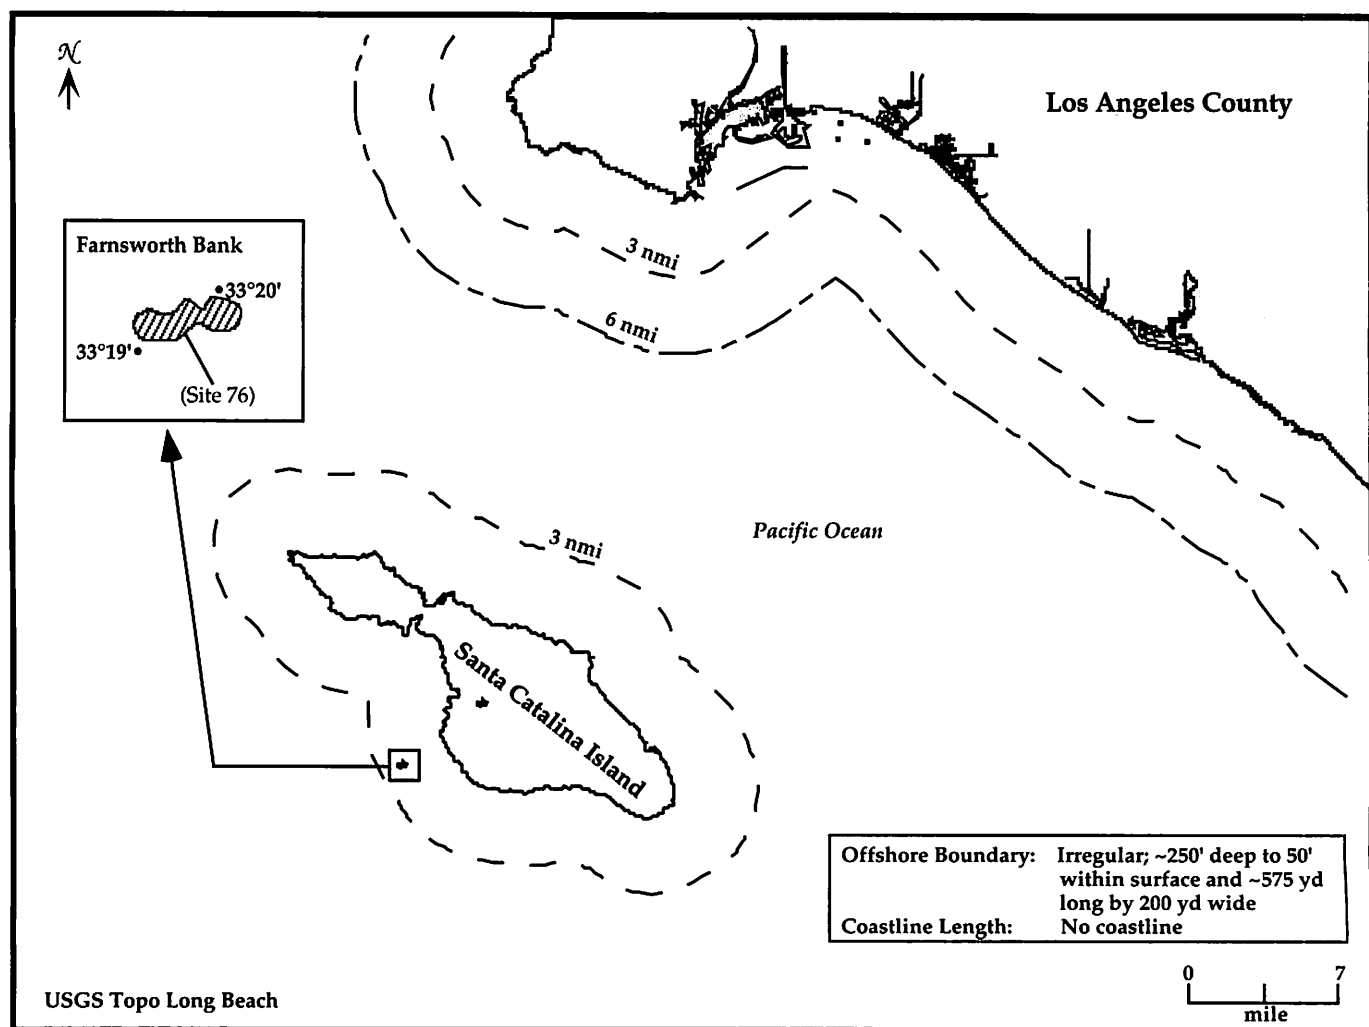 N
Los Angeles County
3 nmi
6 nmi
Farnsworth Bank
33°20'
33°19'
(Site 76)
Pacific Ocean
3 nmi
Santa Catalina Island
Offshore Boundary: Irregular; ~250' deep to 50'
within surface and ~575 yd
long by 200 yd wide
Coastline Length: No coastline
0 7
mile
USGS Topo Long Beach